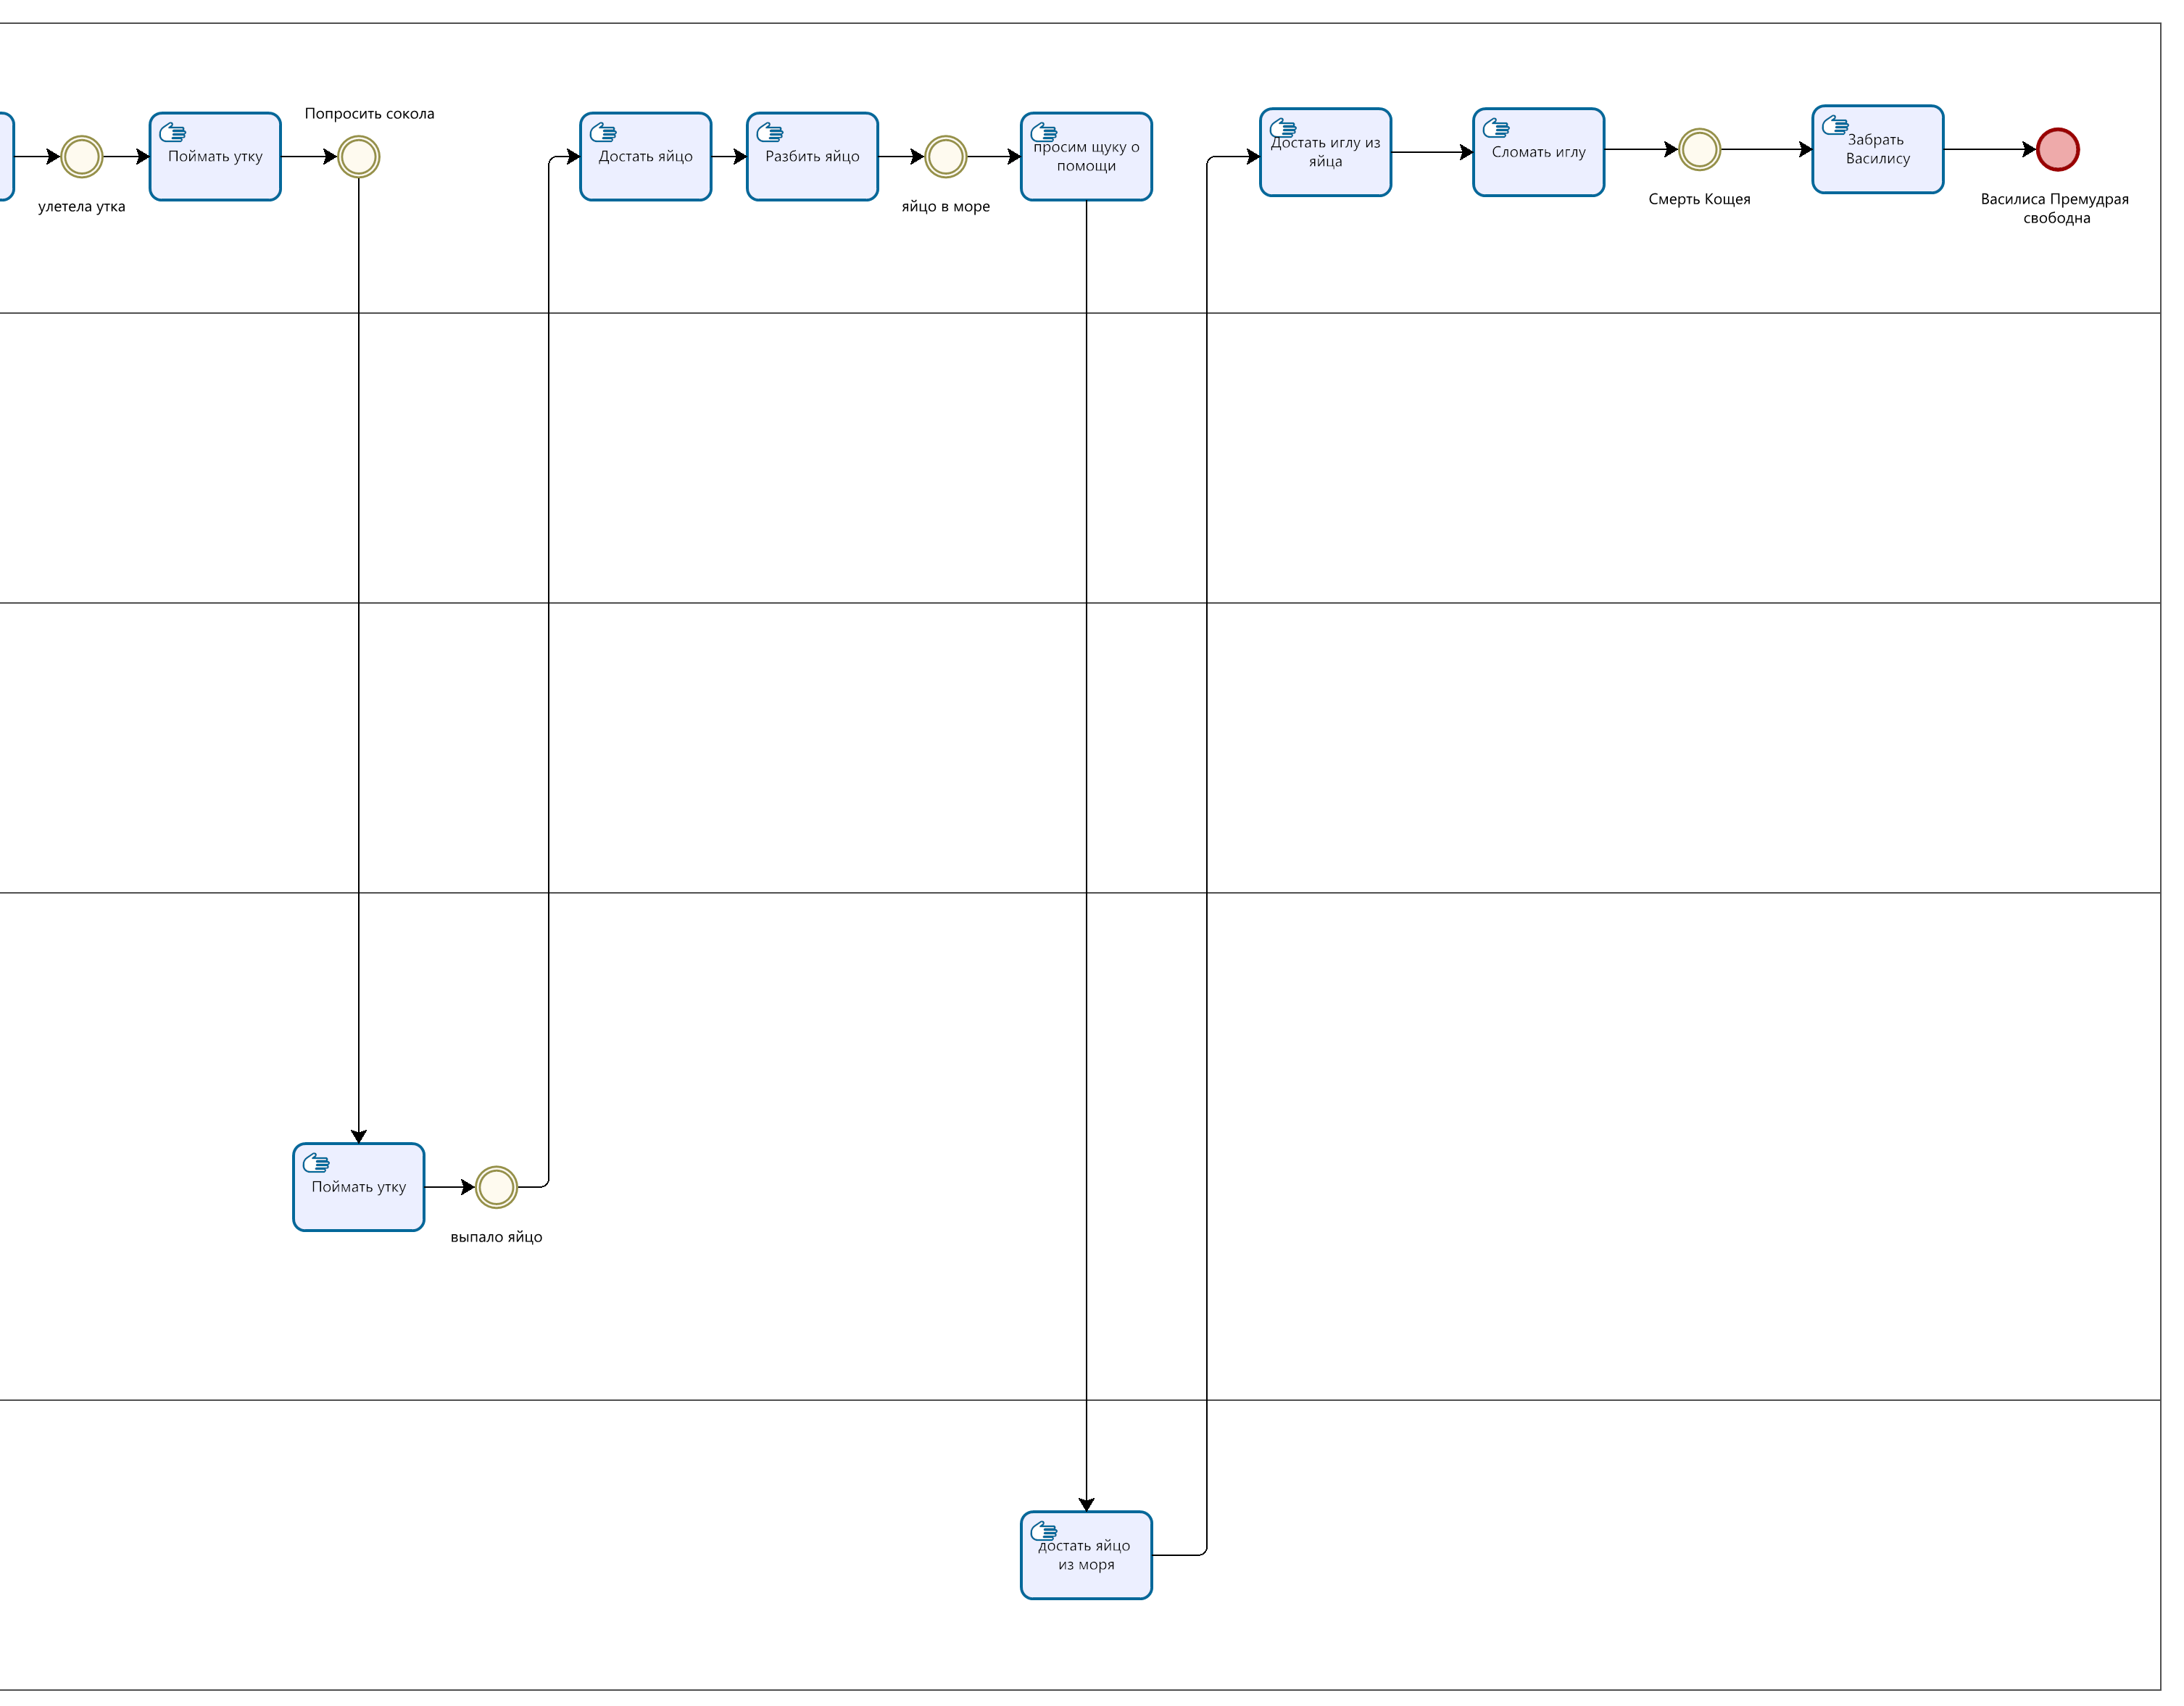 Попросить сокола
улетела утка
Поймать утку
Достать яйцо
Разбить яйцо
яйцо в море
просим щуку о
помощи
Достать иглу из
яйца
Сломать иглу
Смерть Кощея
Забрать
Василису
Василиса Премудрая
свободна
Поймать утку
выпало яйцо
достать яйцо
из моря